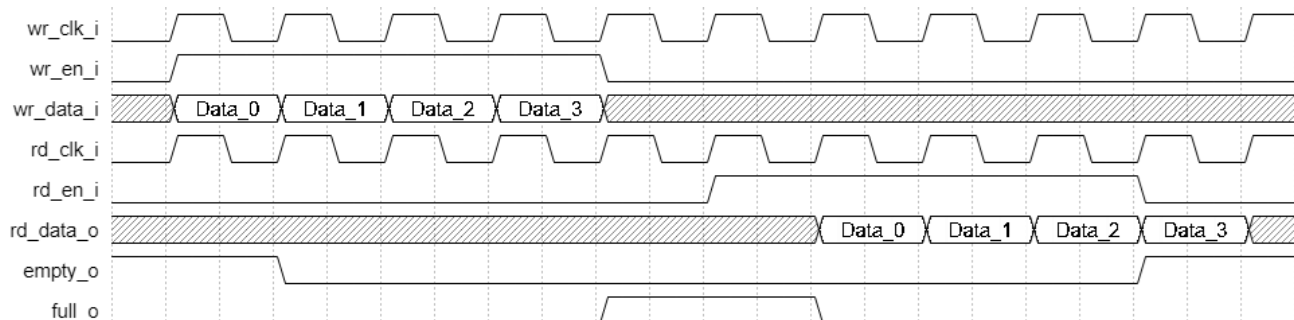 wr_clk_i
wr_en_i
wr_data_i Data_0 Data_1 Data_2 Data_3
rd_clk_i
rd_en_i
rd_data_o Data_0 Data_1 Data_2 Data_3
empty_o
full_o